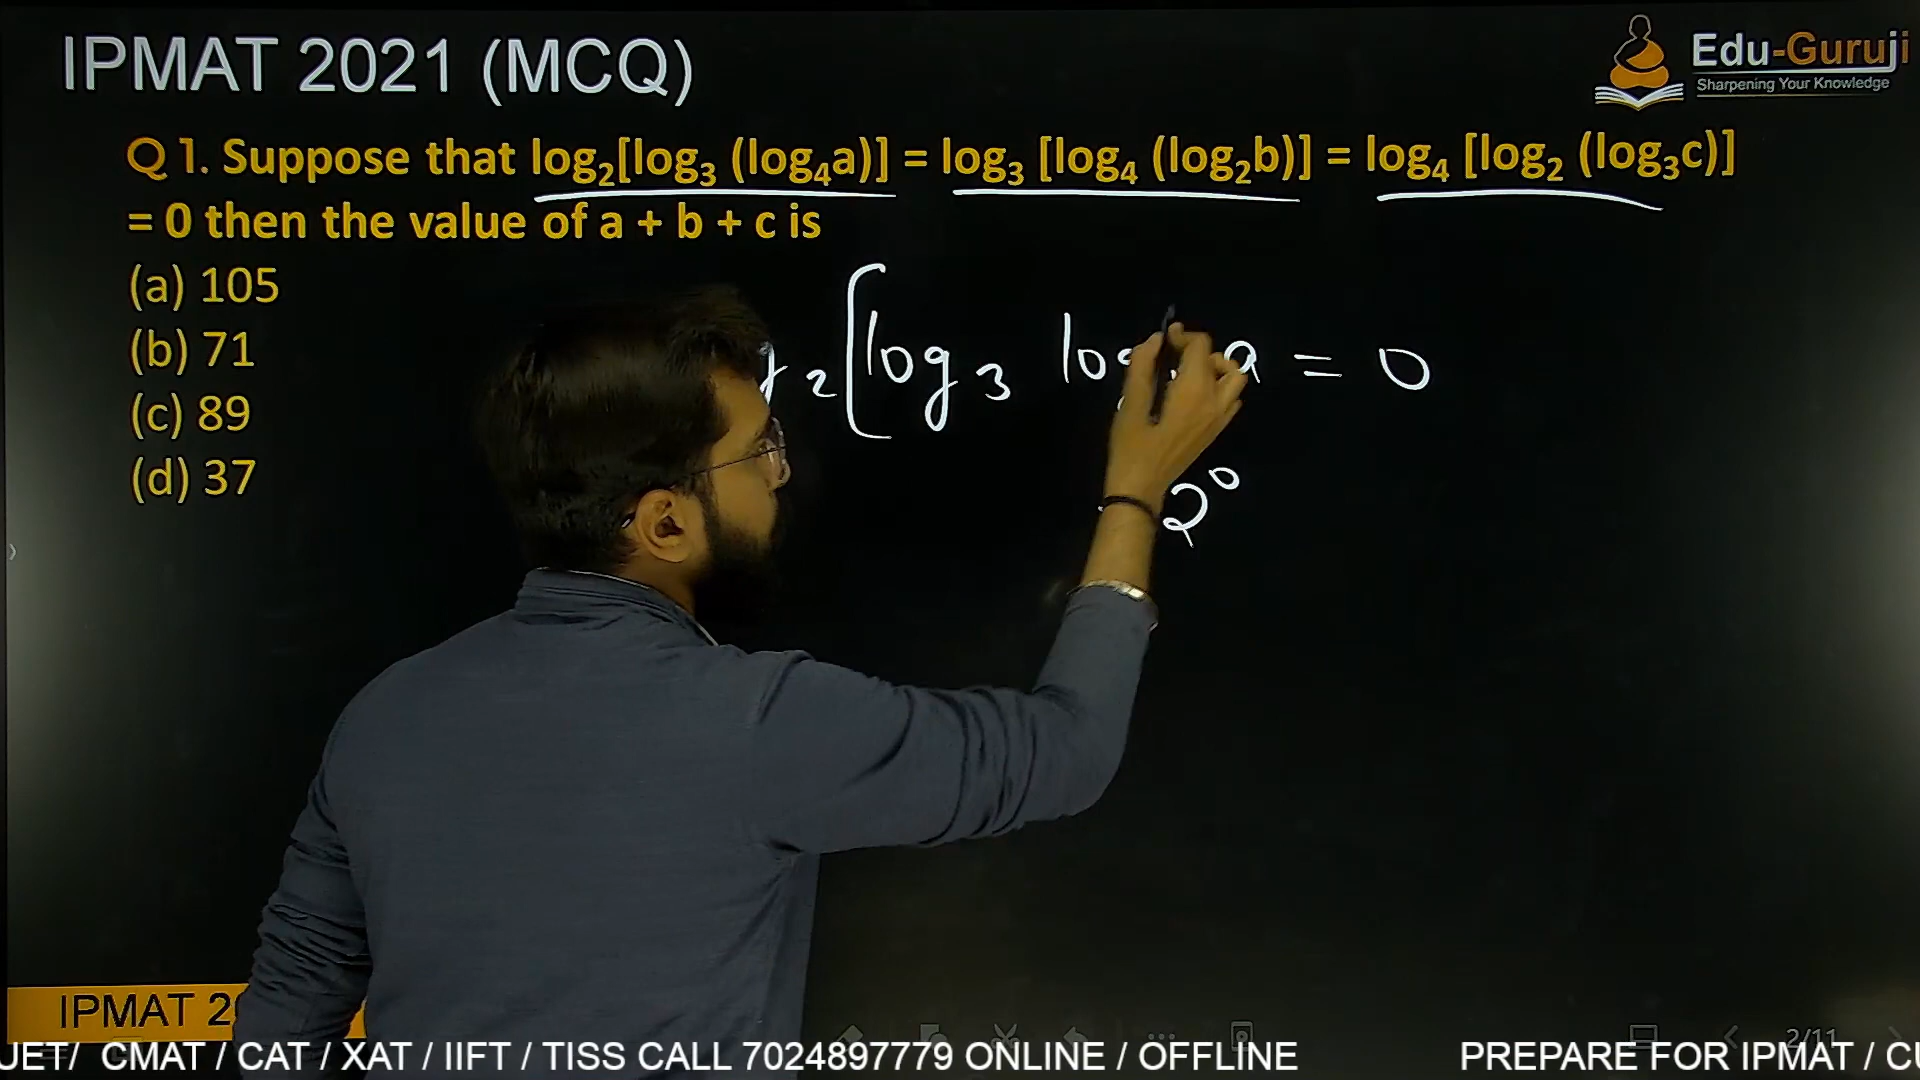 IPMAT 2021 (MCQ)
Edu-Guruji
Sharpening Your Knowledge
Q 1. Suppose that log₂[log₃ (log₄a)] = log₃ [log₄ (log₂b)] = log₄ [log₂ (log₃c)]
= 0 then the value of a + b + c is
(a) 105
(b) 71
(c) 89
(d) 37
₂[log₃ a = 0
2⁰
IPMAT
2/11
JET/ CMAT / CAT / XAT / IIFT / TISS CALL 7024897779 ONLINE / OFFLINE PREPARE FOR IPMAT /